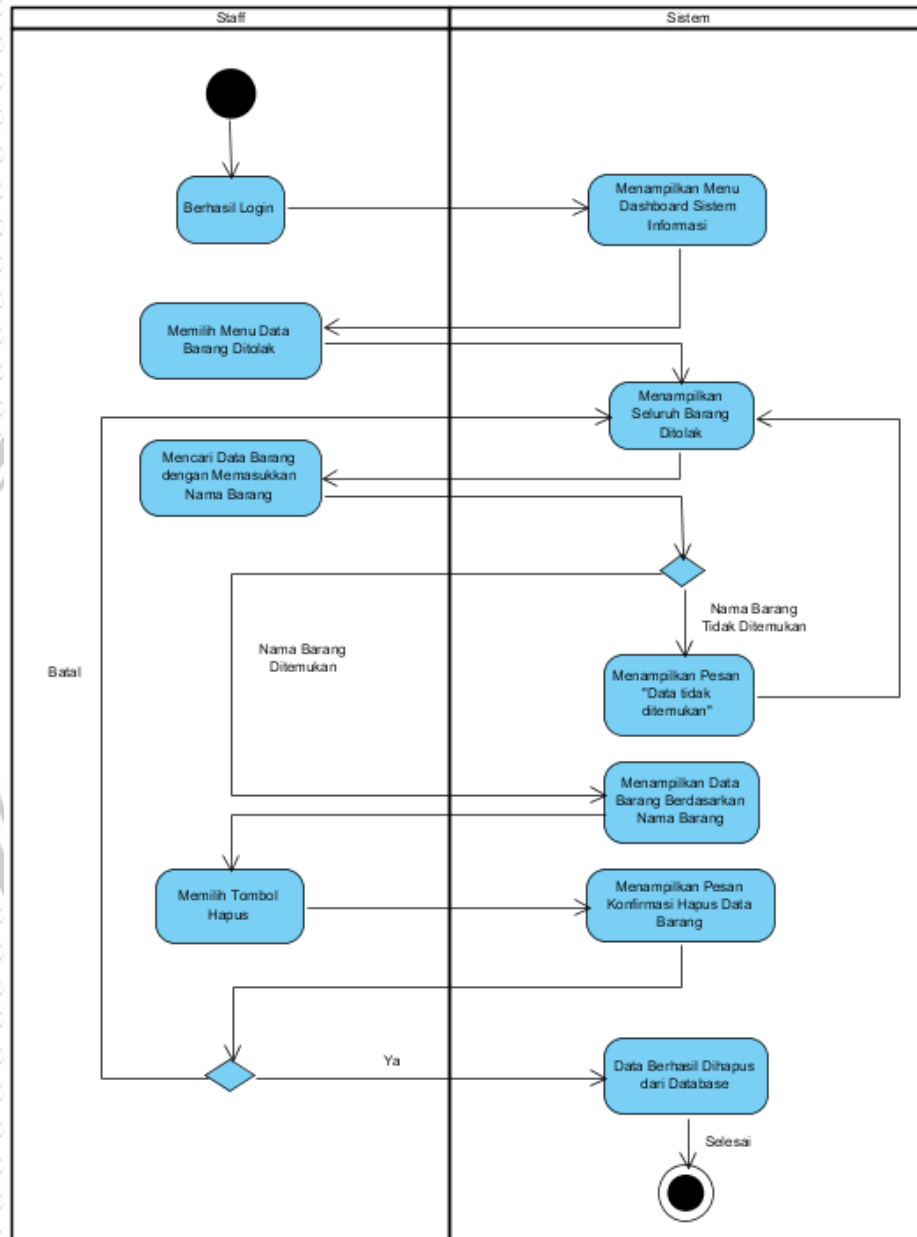 Staff
Sistem
Berhasil Login
Menampilkan Menu
Dashboard Sistem
Informasi
Memilih Menu Data
Barang Ditolak
Menampilkan
Seluruh Barang
Ditolak
Mencari Data Barang
dengan Memasukkan
Nama Barang
Nama Barang
Tidak Ditemukan
Nama Barang
Ditemukan
Batal
Menampilkan Pesan
"Data tidak
ditemukan"
Menampilkan Data
Barang Berdasarkan
Nama Barang
Memilih Tombol
Hapus
Menampilkan Pesan
Konfirmasi Hapus Data
Barang
Ya
Data Berhasil Dihapus
dari Database
Selesai